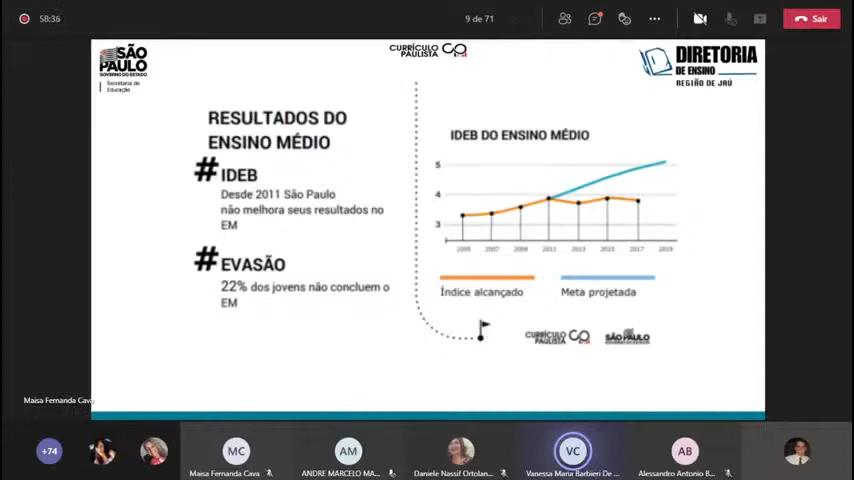 58:36
9 de 71
Sair
SÃO
PAULO
GOVERNO DO ESTADO
Secretaria de
Educação
CURRÍCULO
PAULISTA
DIRETORIA
DE ENSINO
REGIÃO DE JAÚ
RESULTADOS DO
ENSINO MÉDIO
# IDEB
Desde 2011 São Paulo
não melhora seus resultados no
EM
# EVASÃO
22% dos jovens não concluem o
EM
IDEB DO ENSINO MÉDIO
5
4
3
2005 2007 2009 2011 2013 2015 2017 2019
Índice alcançado
Meta projetada
CURRÍCULO
PAULISTA
SÃO PAULO
Maisa Fernanda Cava
+74
MC
AM
VC
AB
Maisa Fernanda Cava
ANDRE MARCELO MA...
Daniele Nassif Ortolan...
Vanessa Maria Barbieri De ...
Alessandro Antonio B...